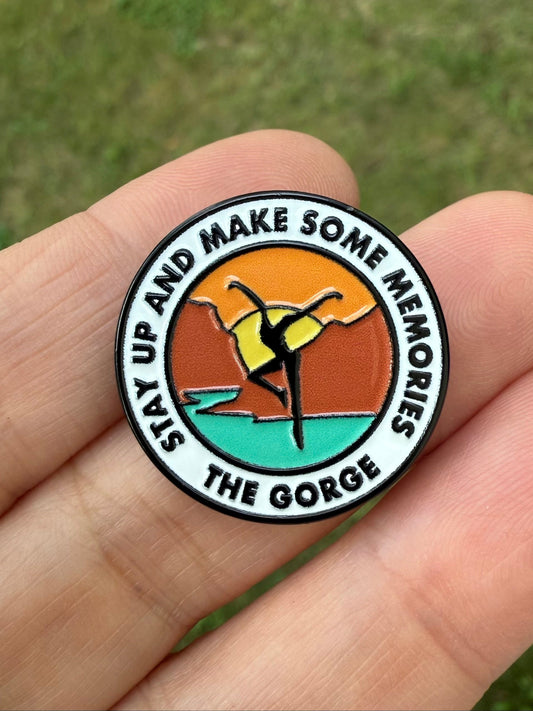 STAY UP AND MAKE SOME MEMORIES
THE GORGE